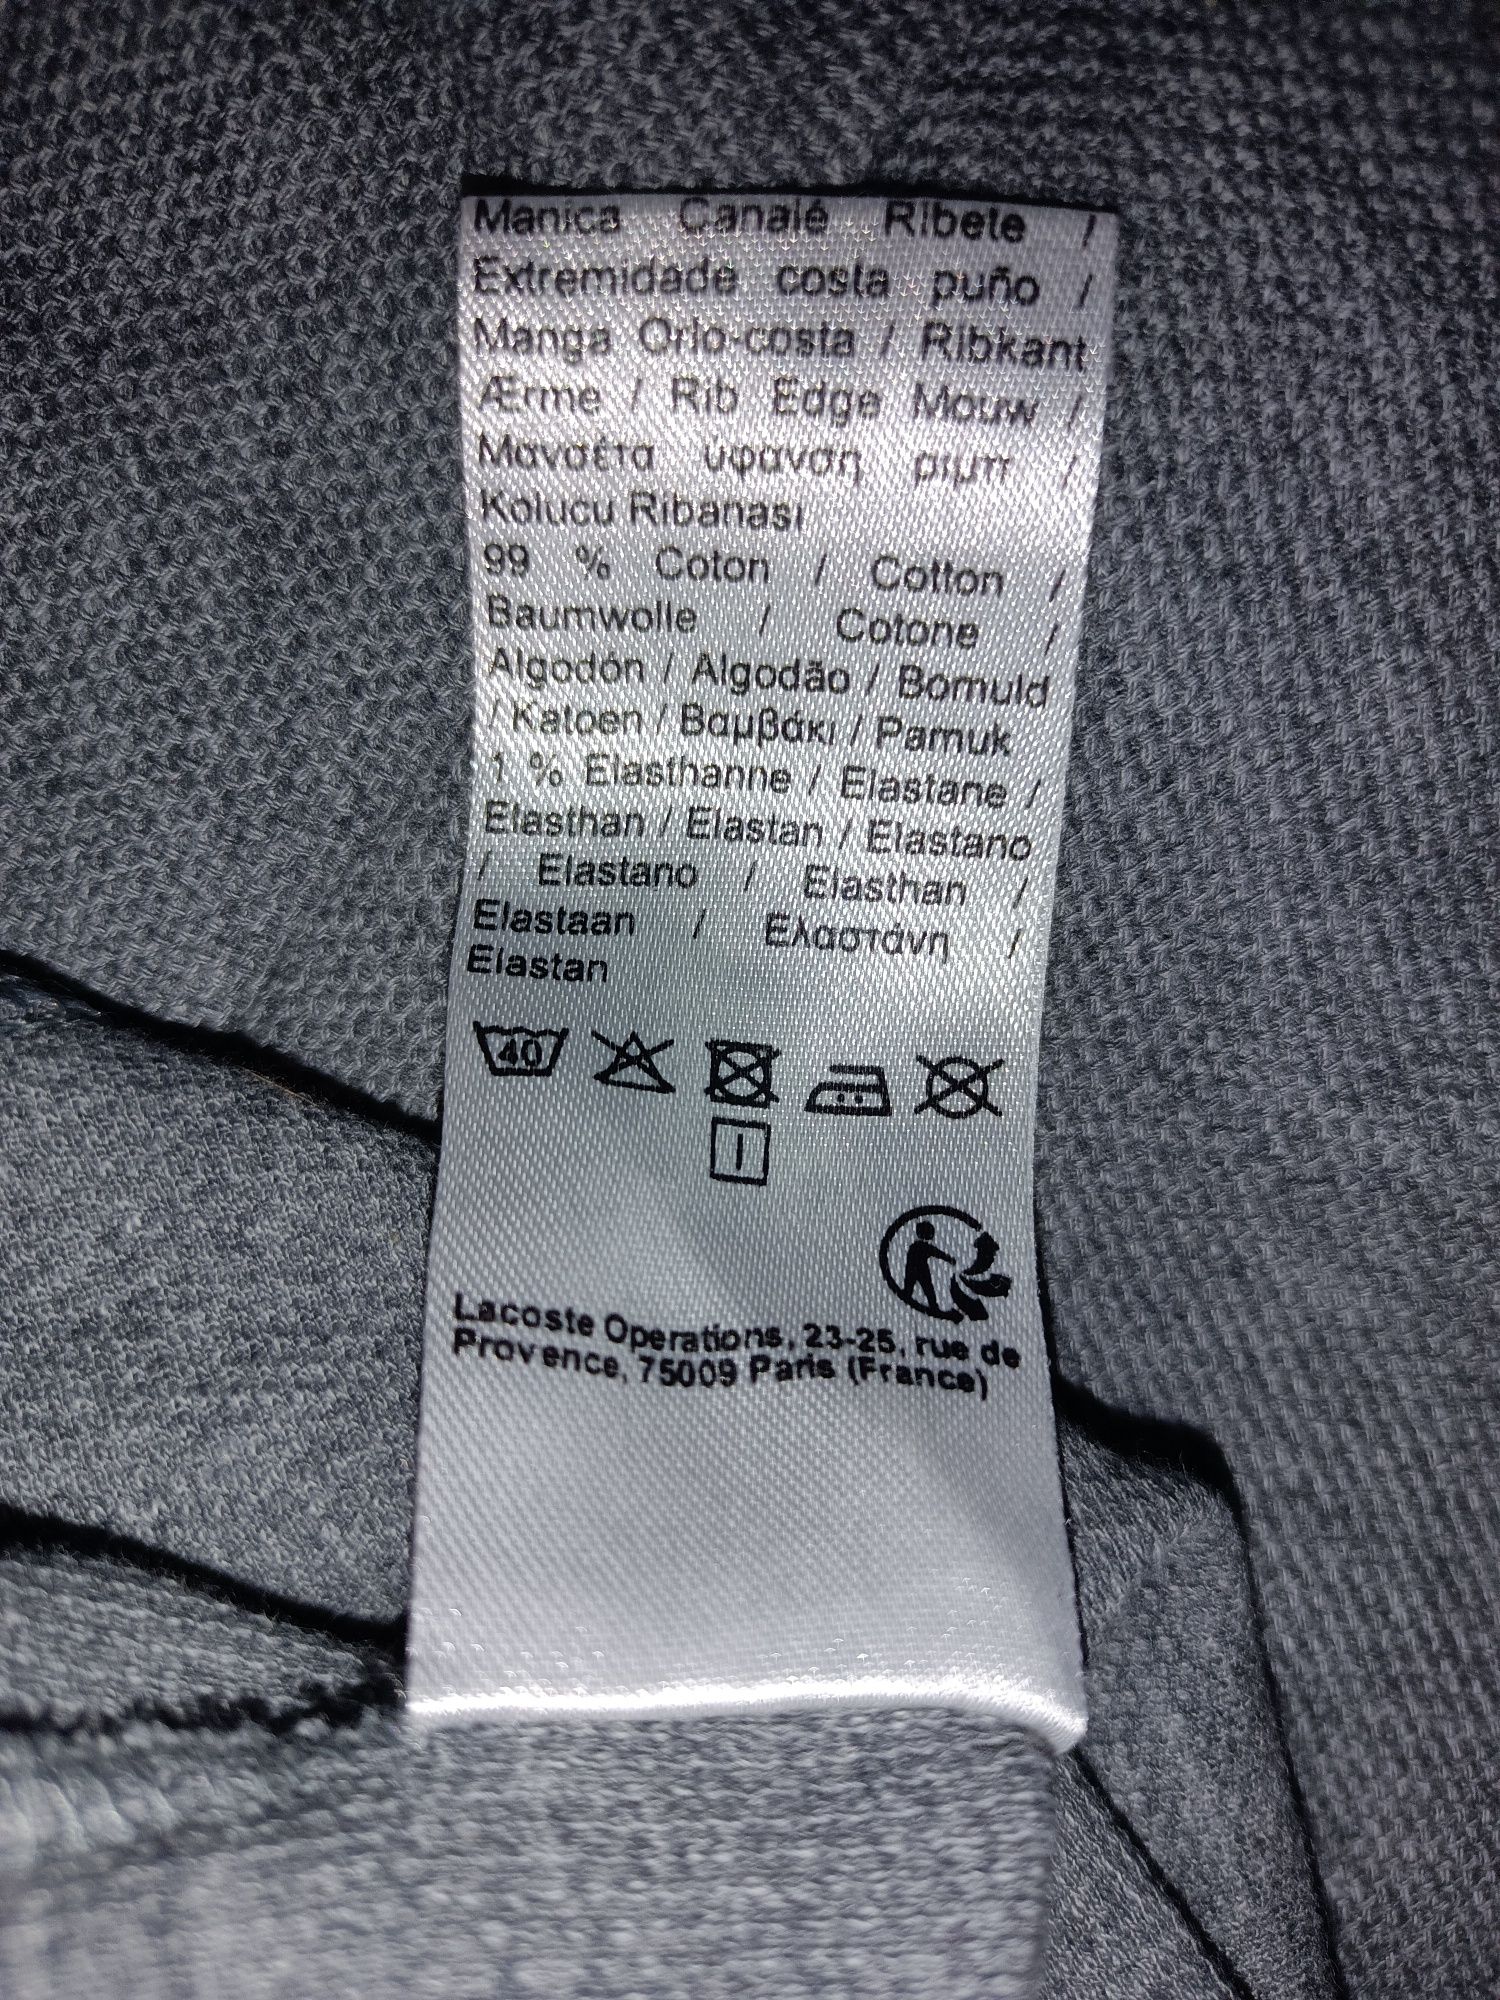 Manica Canalé Ribete /
Extremidade costa puño /
Manga Orlo-costa / Ribkant
Ærme / Rib Edge Mouw /
Μανσέτα ύφανση ριμπ /
Kolucu Ribanası
99 % Coton / Cotton /
Baumwolle / Cotone /
Algodón / Algodão / Bomuld
/ Katoen / Βαμβάκι / Pamuk
1 % Elasthanne / Elastane /
Elasthan / Elastan / Elastano
/ Elastano / Elasthan /
Elastaan / Ελαστάνη /
Elastan
40
Lacoste Operations, 23-25, rue de
Provence, 75009 Paris (France)